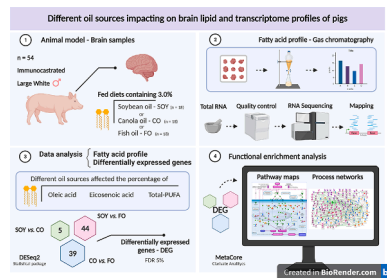 Different oil sources impacting on brain lipid and transcriptome profiles of pigs
1 Animal model - Brain samples
n = 54
Immunocastrated
Large White
Fed diets containing 3.0%
Soybean oil - SOY (n = 18)
or
Canola oil - CO (n = 18)
or
Fish oil - FO (n = 18)
2 Fatty acid profile - Gas chromatography
Total RNA Quality control RNA Sequencing Mapping
3 Data analysis Fatty acid profile
Differentially expressed genes
Different oil sources affected the percentage of
Oleic acid Eicosenoic acid Total-PUFA
SOY vs. FO
SOY vs. CO 5 44
39 CO vs. FO
Differentially expressed
genes - DEG
FDR 5%
DESeq2
Statistical package
4 Functional enrichment analysis
DEG
Pathway maps Process networks
MetaCore
Clarivate Analytics
Created in BioRender.com